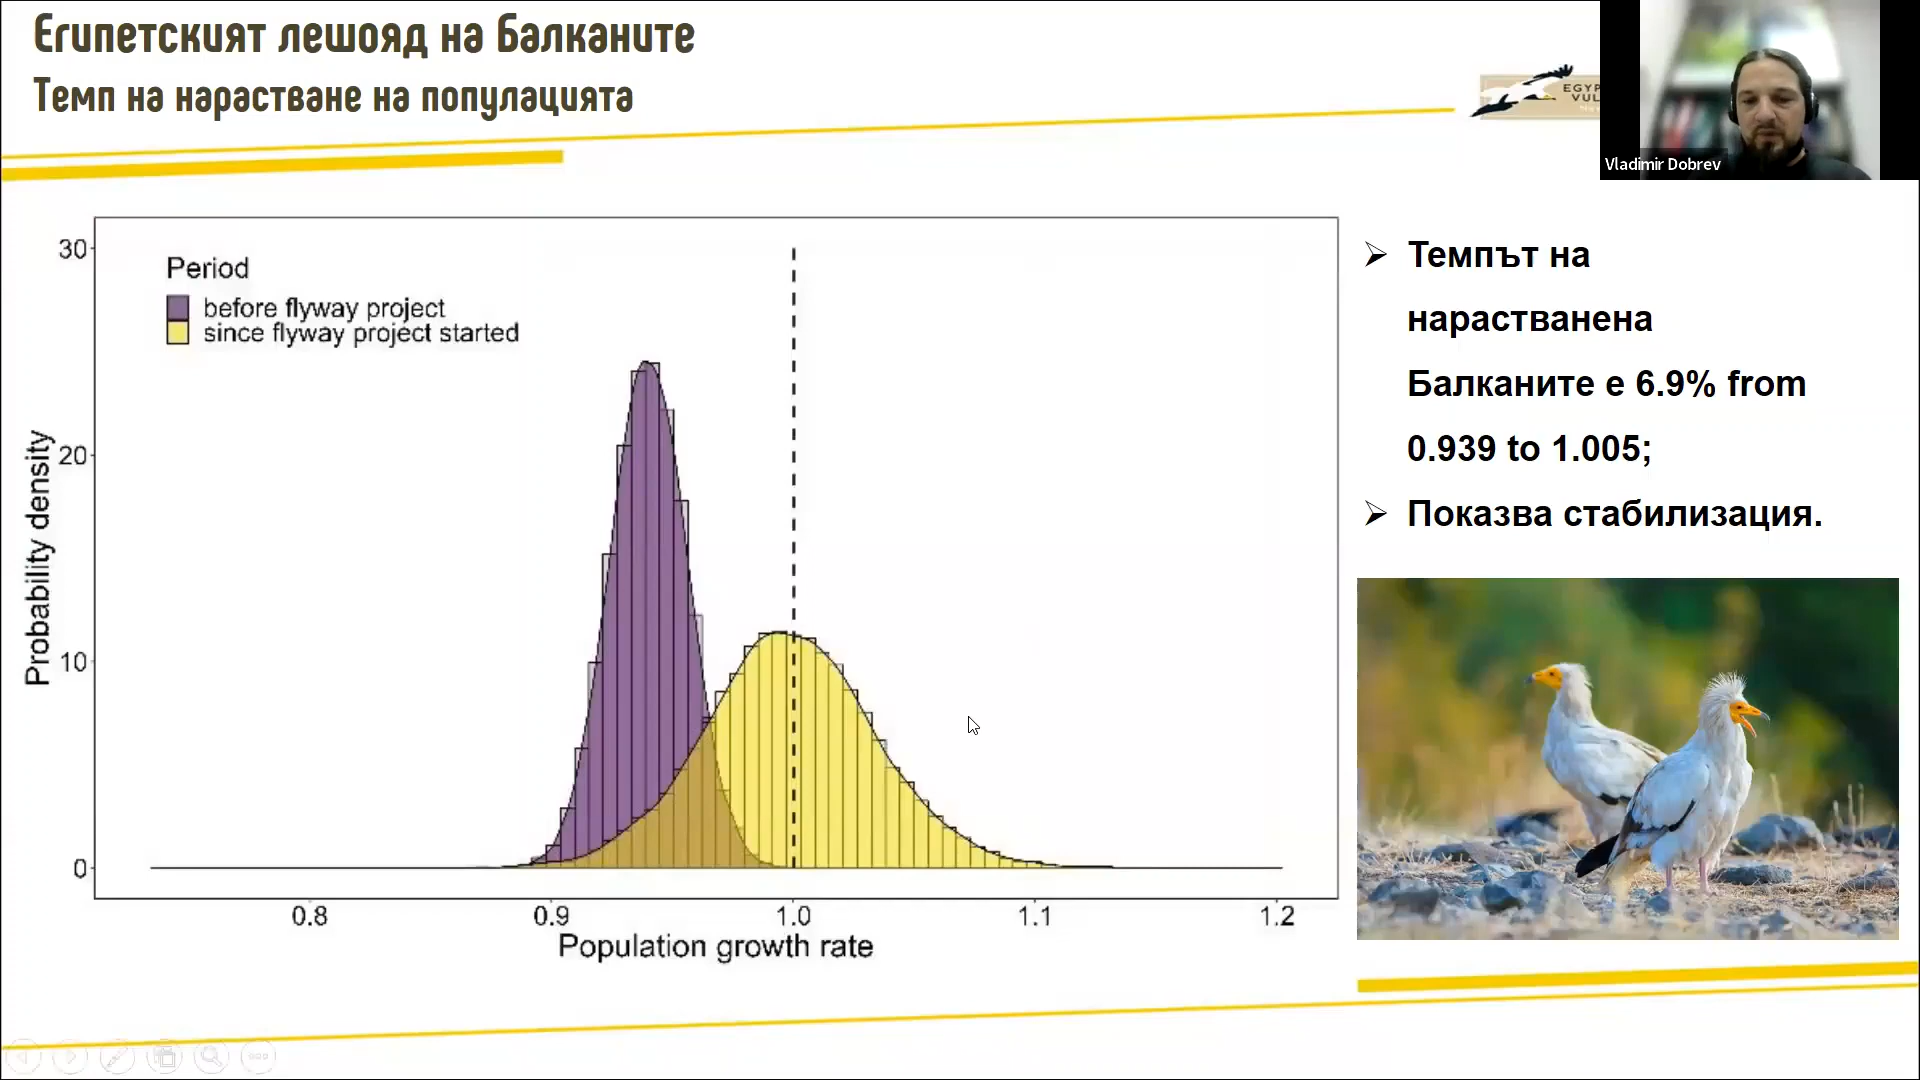 Египетският лешояд на Балканите
Темп на нарастване на популацията
EGYP
VUL
Vladimir Dobrev
Period
before flyway project
since flyway project started
30
20
10
0
Probability density
0.8 0.9 1.0 1.1 1.2
Population growth rate
➢ Темпът на
нарастванена
Балканите е 6.9% from
0.939 to 1.005;
➢ Показва стабилизация.